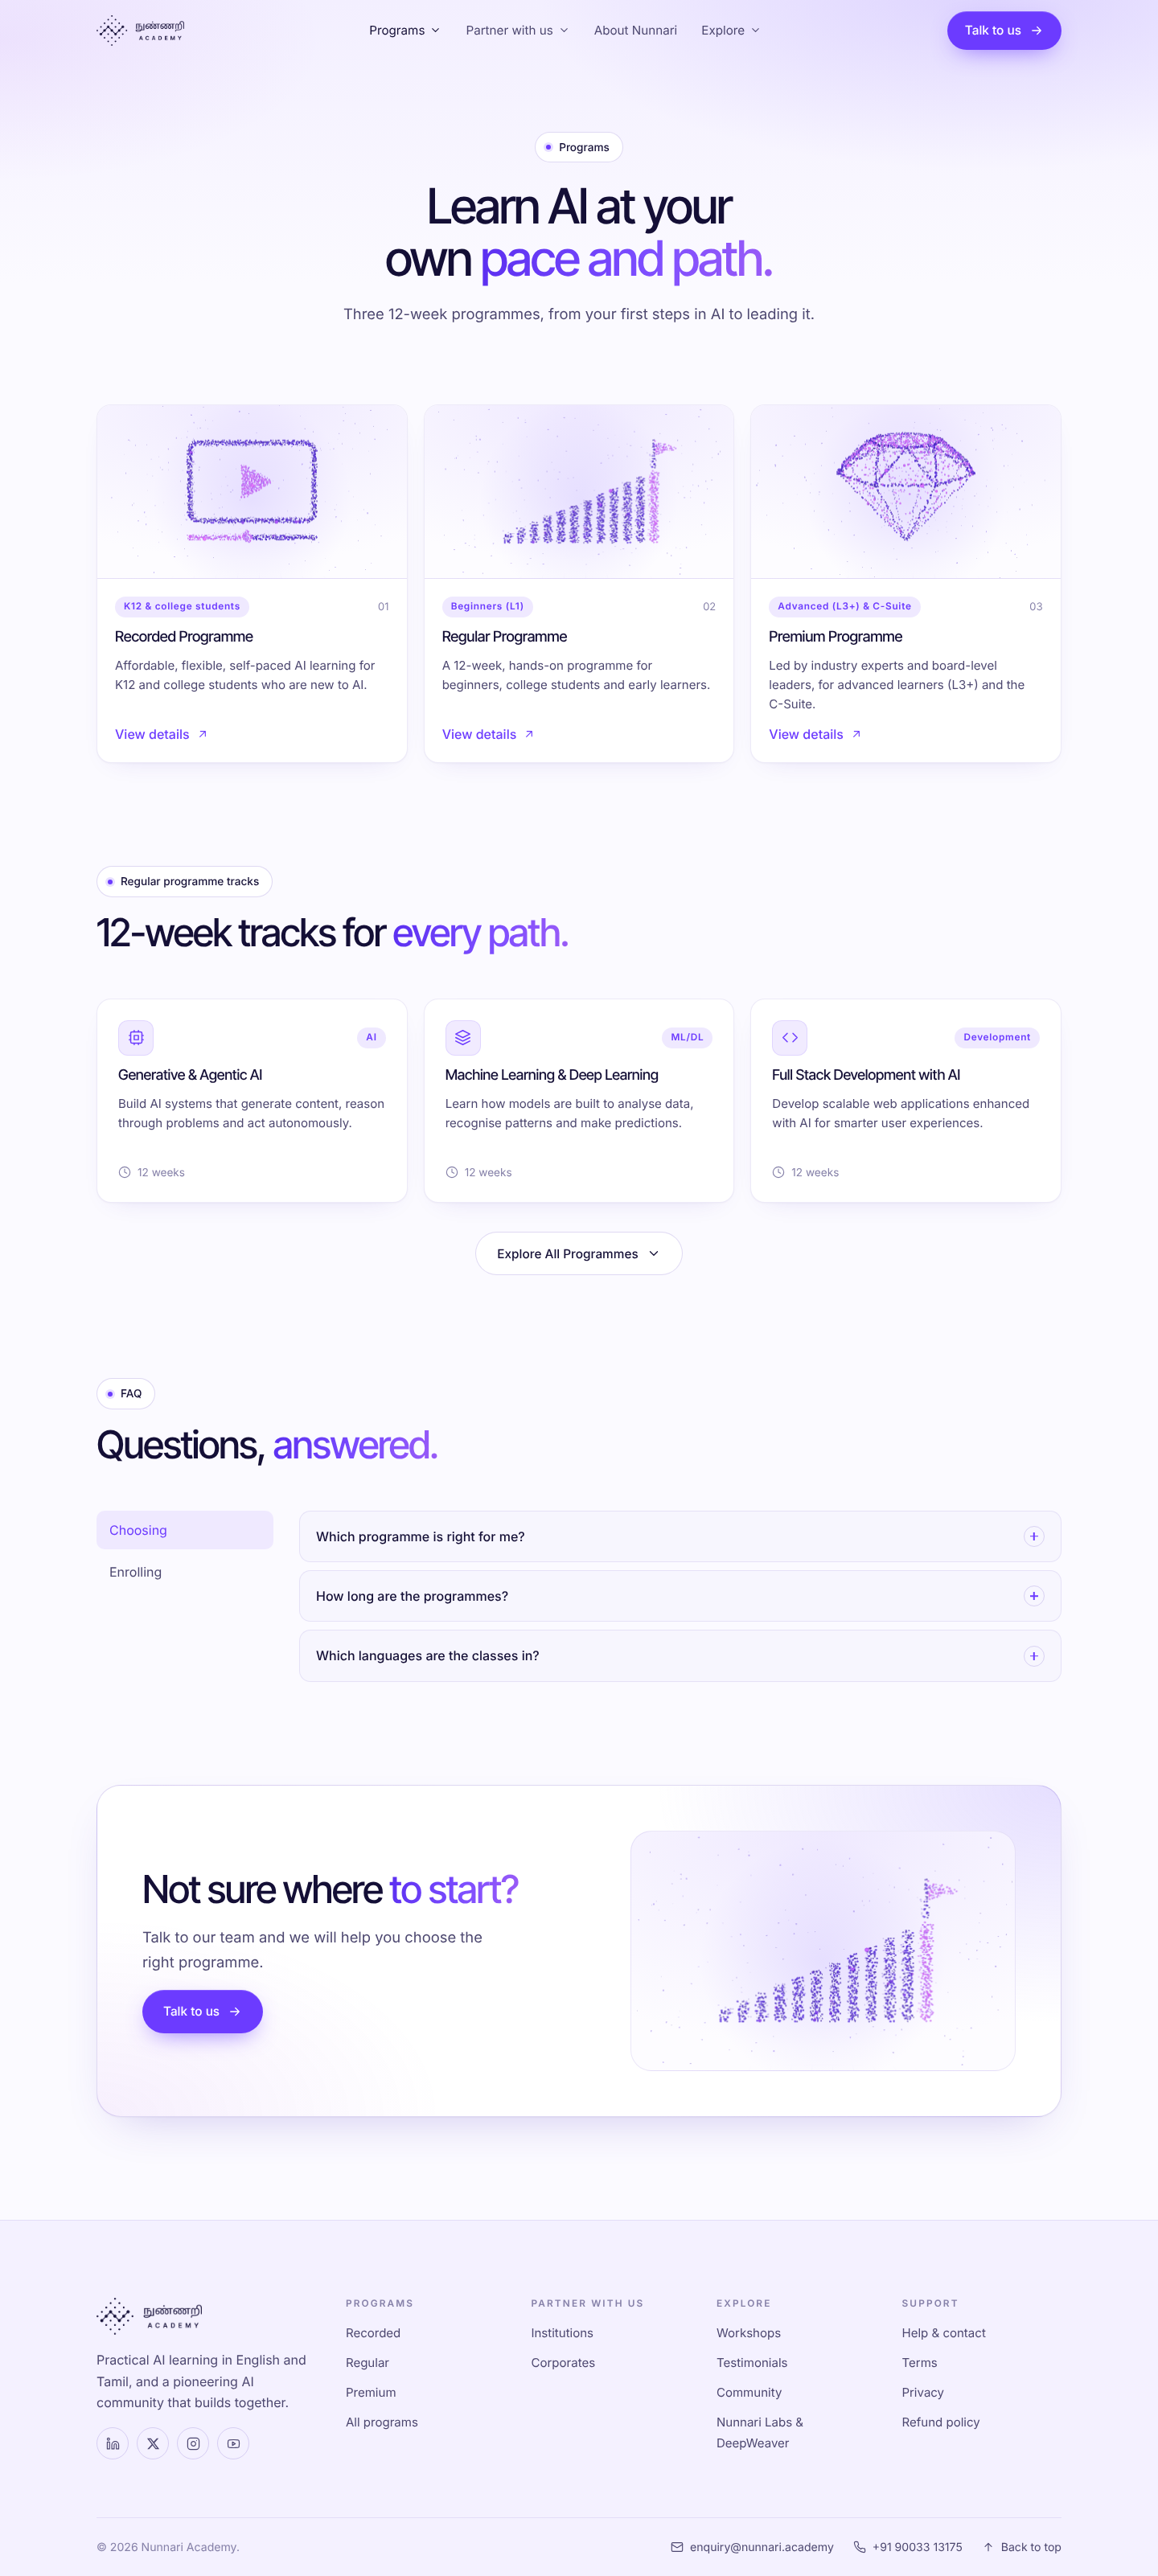 நுண்ணறி
ACADEMY
Programs
Partner with us
About Nunnari
Explore
Talk to us
Programs
Learn AI at your
own pace and path.
Three 12-week programmes, from your first steps in AI to leading it.
K12 & college students
01
Recorded Programme
Affordable, flexible, self-paced AI learning for
K12 and college students who are new to AI.
View details
Beginners (L1)
02
Regular Programme
A 12-week, hands-on programme for
beginners, college students and early learners.
View details
Advanced (L3+) & C-Suite
03
Premium Programme
Led by industry experts and board-level
leaders, for advanced learners (L3+) and the
C-Suite.
View details
Regular programme tracks
12-week tracks for every path.
AI
Generative & Agentic AI
Build AI systems that generate content, reason
through problems and act autonomously.
12 weeks
ML/DL
Machine Learning & Deep Learning
Learn how models are built to analyse data,
recognise patterns and make predictions.
12 weeks
Development
Full Stack Development with AI
Develop scalable web applications enhanced
with AI for smarter user experiences.
12 weeks
Explore All Programmes
FAQ
Questions, answered.
Choosing
Enrolling
Which programme is right for me?
How long are the programmes?
Which languages are the classes in?
Not sure where to start?
Talk to our team and we will help you choose the
right programme.
Talk to us
நுண்ணறி
ACADEMY
Practical AI learning in English and
Tamil, and a pioneering AI
community that builds together.
PROGRAMS
Recorded
Regular
Premium
All programs
PARTNER WITH US
Institutions
Corporates
EXPLORE
Workshops
Testimonials
Community
Nunnari Labs &
DeepWeaver
SUPPORT
Help & contact
Terms
Privacy
Refund policy
© 2026 Nunnari Academy.
enquiry@nunnari.academy
+91 90033 13175
Back to top